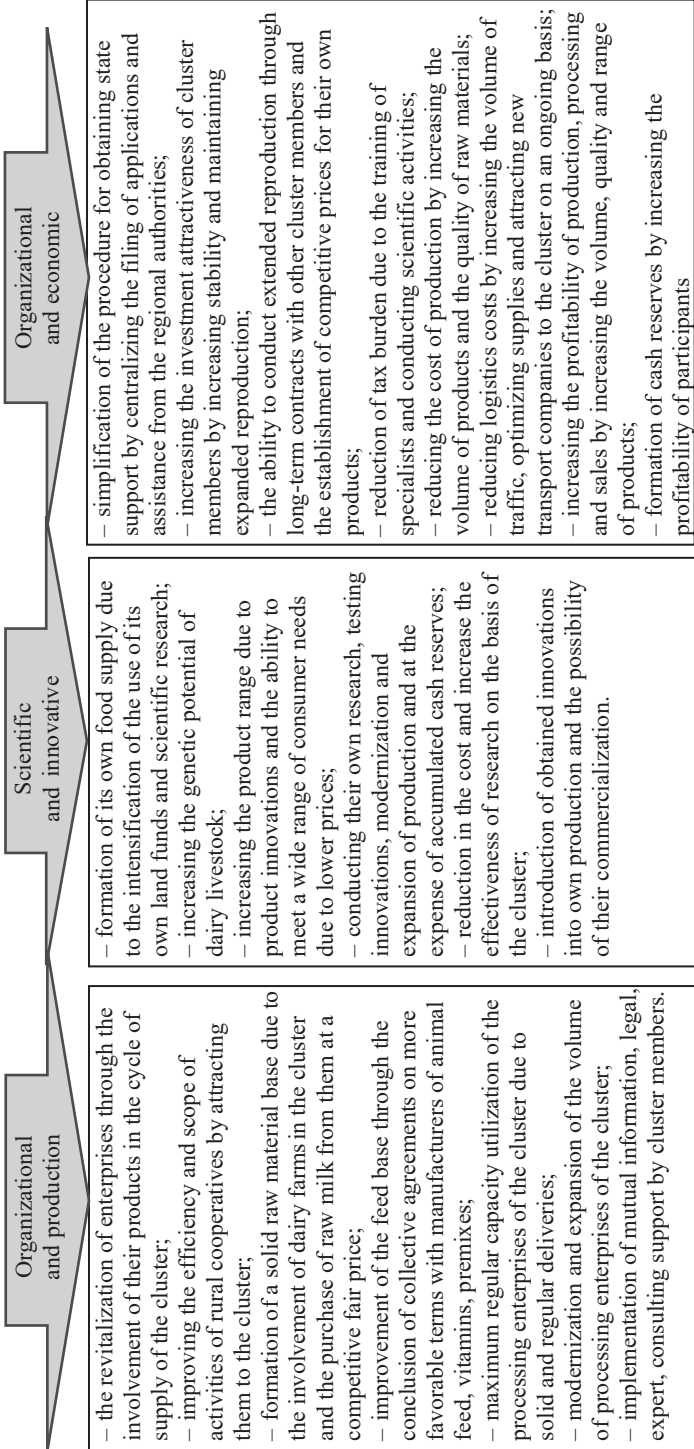 Organizational
and production
– the revitalization of enterprises through the
involvement of their products in the cycle of
supply of the cluster;
– improving the efficiency and scope of
activities of rural cooperatives by attracting
them to the cluster;
– formation of a solid raw material base due to
the involvement of dairy farms in the cluster
and the purchase of raw milk from them at a
competitive fair price;
– improvement of the feed base through the
conclusion of collective agreements on more
favorable terms with manufacturers of animal
feed, vitamins, premixes;
– maximum regular capacity utilization of the
processing enterprises of the cluster due to
solid and regular deliveries;
– modernization and expansion of the volume
of processing enterprises of the cluster;
– implementation of mutual information, legal,
expert, consulting support by cluster members.
Scientific
and innovative
– formation of its own food supply due
to the intensification of the use of its
own land funds and scientific research;
– increasing the genetic potential of
dairy livestock;
– increasing the product range due to
product innovations and the ability to
meet a wide range of consumer needs
due to lower prices;
– conducting their own research, testing
innovations, modernization and
expansion of production and at the
expense of accumulated cash reserves;
– reduction in the cost and increase the
effectiveness of research on the basis of
the cluster;
– introduction of obtained innovations
into own production and the possibility
of their commercialization.
Organizational
and economic
– simplification of the procedure for obtaining state
support by centralizing the filing of applications and
assistance from the regional authorities;
– increasing the investment attractiveness of cluster
members by increasing stability and maintaining
expanded reproduction;
– the ability to conduct extended reproduction through
long-term contracts with other cluster members and
the establishment of competitive prices for their own
products;
– reduction of tax burden due to the training of
specialists and conducting scientific activities;
– reducing the cost of production by increasing the
volume of products and the quality of raw materials;
– reducing logistics costs by increasing the volume of
traffic, optimizing supplies and attracting new
transport companies to the cluster on an ongoing basis;
– increasing the profitability of production, processing
and sales by increasing the volume, quality and range
of products;
– formation of cash reserves by increasing the
profitability of participants